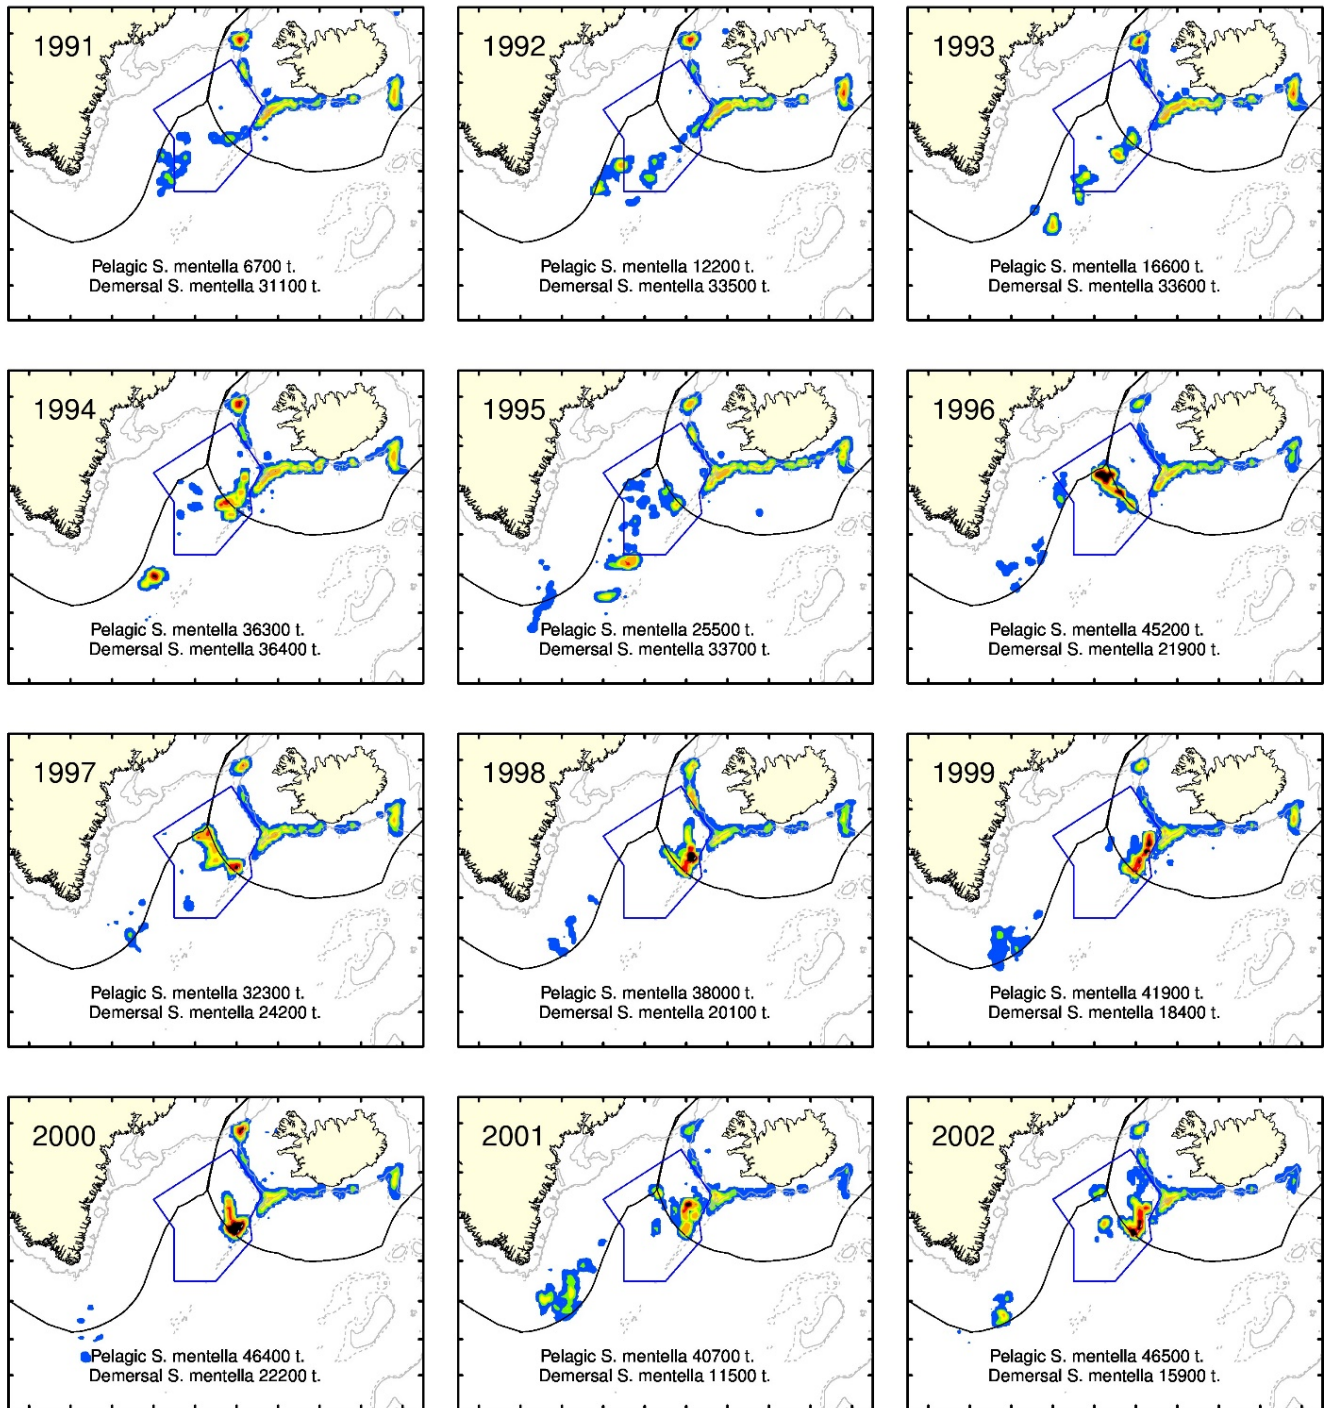 1991
Pelagic S. mentella 6700 t.
Demersal S. mentella 31100 t.
1992
Pelagic S. mentella 12200 t.
Demersal S. mentella 33500 t.
1993
Pelagic S. mentella 16600 t.
Demersal S. mentella 33600 t.
1994
Pelagic S. mentella 36300 t.
Demersal S. mentella 36400 t.
1995
Pelagic S. mentella 25500 t.
Demersal S. mentella 33700 t.
1996
Pelagic S. mentella 45200 t.
Demersal S. mentella 21900 t.
1997
Pelagic S. mentella 32300 t.
Demersal S. mentella 24200 t.
1998
Pelagic S. mentella 38000 t.
Demersal S. mentella 20100 t.
1999
Pelagic S. mentella 41900 t.
Demersal S. mentella 18400 t.
2000
Pelagic S. mentella 46400 t.
Demersal S. mentella 22200 t.
2001
Pelagic S. mentella 40700 t.
Demersal S. mentella 11500 t.
2002
Pelagic S. mentella 46500 t.
Demersal S. mentella 15900 t.